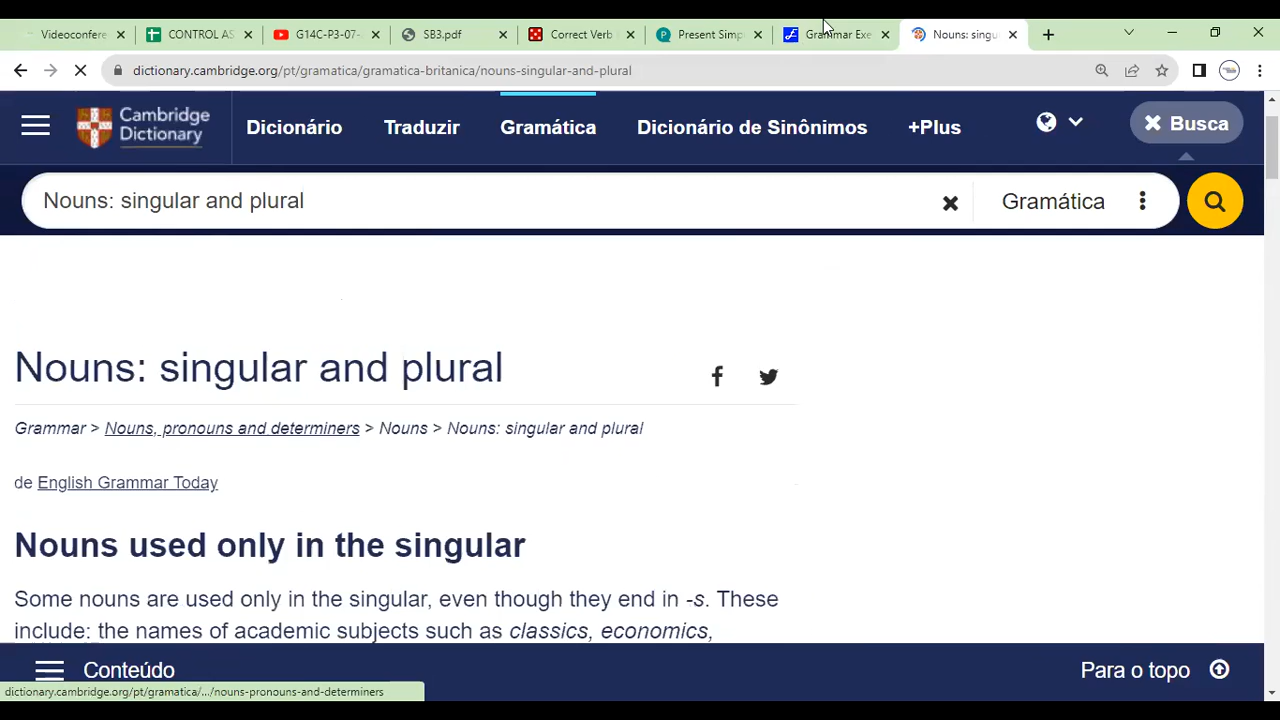 Videoconfere
CONTROL AS
G14C-P3-07-
SB3.pdf
Correct Verb
Present Simp
Grammar Exe
Nouns: singu
dictionary.cambridge.org/pt/gramatica/gramatica-britanica/nouns-singular-and-plural
Cambridge
Dictionary
Dicionário
Traduzir
Gramática
Dicionário de Sinônimos
+Plus
Busca
Nouns: singular and plural
Gramática
Nouns: singular and plural
Grammar > Nouns, pronouns and determiners > Nouns > Nouns: singular and plural
de English Grammar Today
Nouns used only in the singular
Some nouns are used only in the singular, even though they end in -s. These
include: the names of academic subjects such as classics, economics,
Conteúdo
Para o topo
dictionary.cambridge.org/pt/gramatica/.../nouns-pronouns-and-determiners